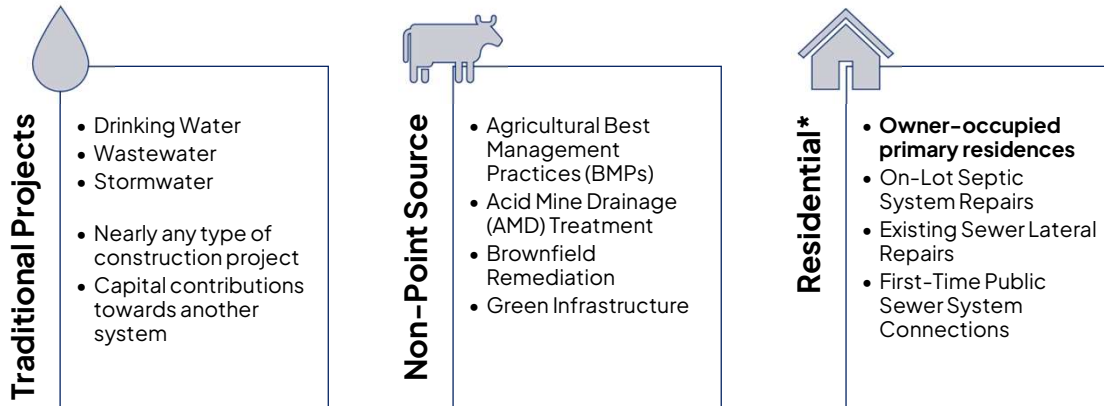 Traditional Projects
• Drinking Water
• Wastewater
• Stormwater
• Nearly any type of
construction project
• Capital contributions
towards another
system
Non-Point Source
• Agricultural Best
Management
Practices (BMPs)
• Acid Mine Drainage
(AMD) Treatment
• Brownfield
Remediation
• Green Infrastructure
Residential*
• Owner-occupied
primary residences
• On-Lot Septic
System Repairs
• Existing Sewer Lateral
Repairs
• First-Time Public
Sewer System
Connections